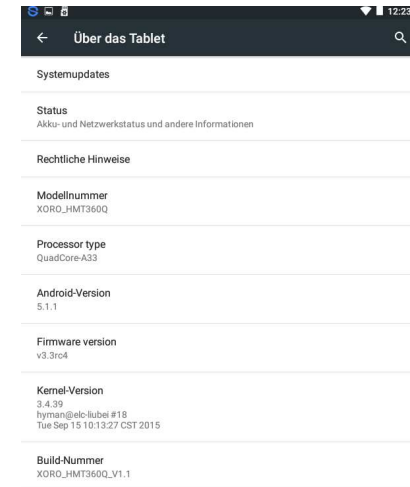 12:23
Über das Tablet
Systemupdates
Status
Akku- und Netzwerkstatus und andere Informationen
Rechtliche Hinweise
Modellnummer
XORO_HMT360Q
Processor type
QuadCore-A33
Android-Version
5.1.1
Firmware version
v3.3rc4
Kernel-Version
3.4.39
hyman@elc-liubei #18
Tue Sep 15 10:13:27 CST 2015
Build-Nummer
XORO_HMT360Q_V1.1